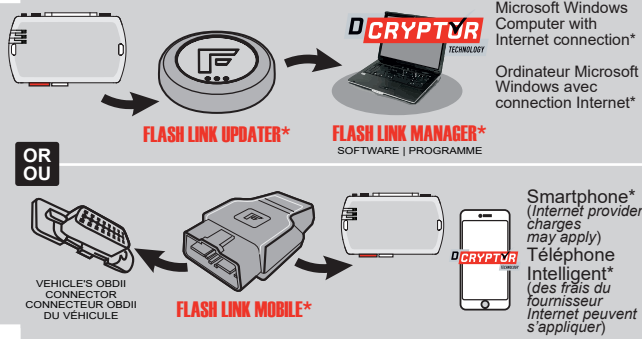 Microsoft Windows
Computer with
Internet connection*
Ordinateur Microsoft
Windows avec
connection Internet*
DCRYPTOR
TECHNOLOGY
FLASH LINK UPDATER*
FLASH LINK MANAGER*
SOFTWARE | PROGRAMME
OR
OU
VEHICLE'S OBDII
CONNECTOR
CONNECTEUR OBDII
DU VÉHICULE
FLASH LINK MOBILE*
DCRYPTOR
TECHNOLOGY
Smartphone*
(Internet provider
charges
may apply)
Téléphone
Intelligent*
(des frais du
fournisseur
Internet peuvent
s'appliquer)